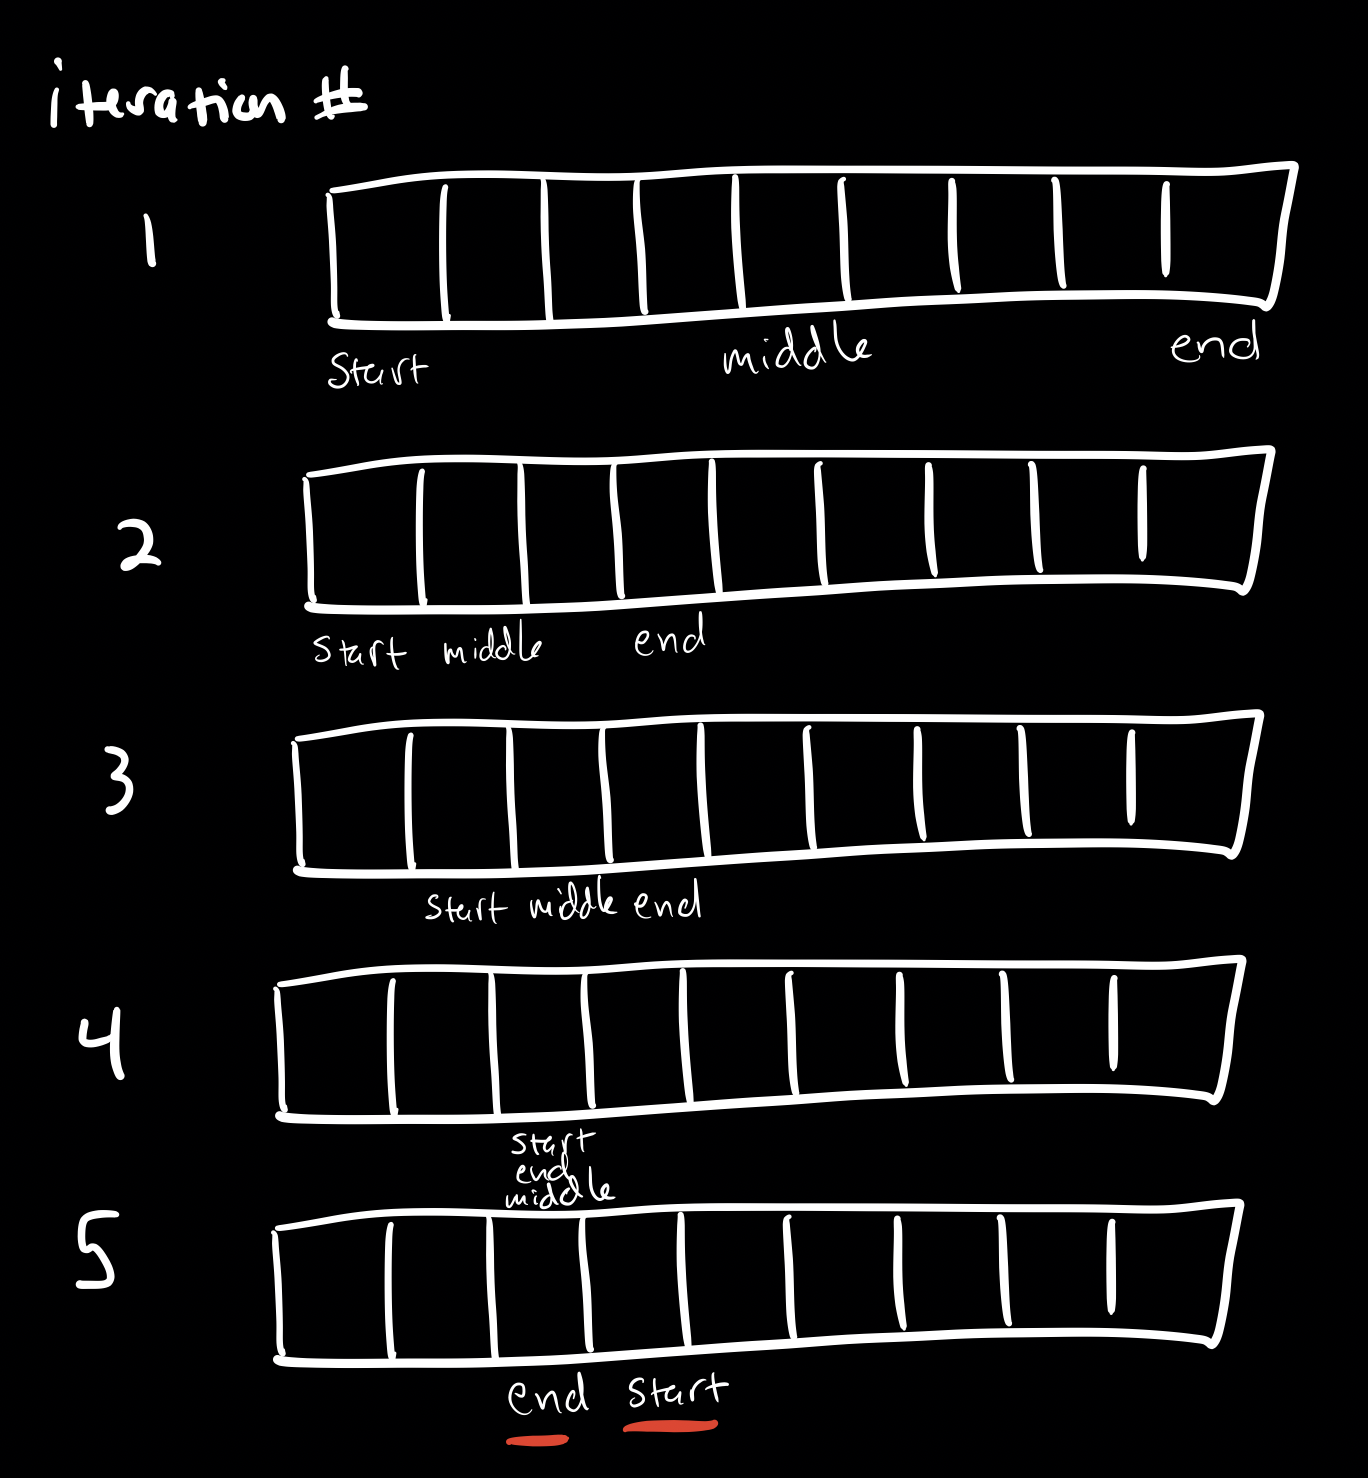 iteration #
1
start middle end
2
start middle end
3
start middle end
4
start
end
middle
5
end start